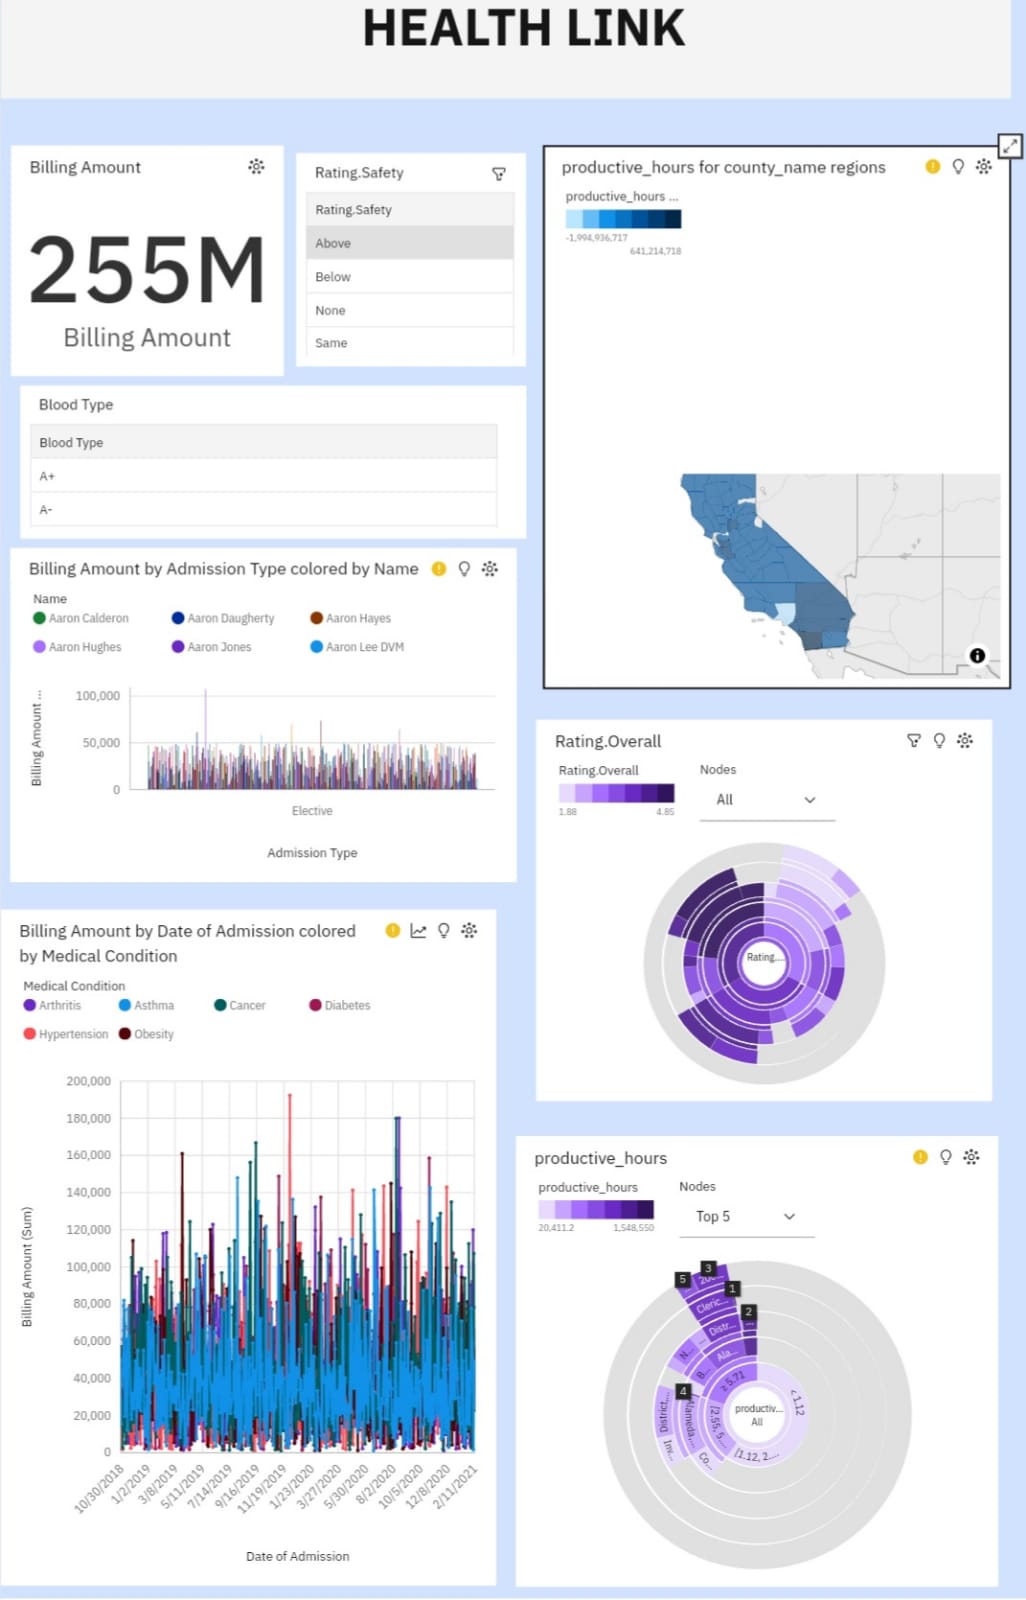 HEALTH LINK
Billing Amount
255M
Billing Amount
Rating.Safety
Rating.Safety
Above
Below
None
Same
productive_hours for county_name regions
productive_hours ...
-1,994,936,717
641,214,718
Blood Type
Blood Type
A+
A-
Billing Amount by Admission Type colored by Name
Name
Aaron Calderon
Aaron Daugherty
Aaron Hayes
Aaron Hughes
Aaron Jones
Aaron Lee DVM
Billing Amount ...
100,000
50,000
0
Elective
Admission Type
Rating.Overall
Rating.Overall
1.88
4.85
Nodes
All
Rating....
Billing Amount by Date of Admission colored
by Medical Condition
Medical Condition
Arthritis
Asthma
Cancer
Diabetes
Hypertension
Obesity
Billing Amount (Sum)
200,000
180,000
160,000
140,000
120,000
100,000
80,000
60,000
40,000
20,000
0
10/30/2018
1/2/2019
3/8/2019
5/11/2019
7/14/2019
9/16/2019
11/19/2019
1/23/2020
3/27/2020
5/30/2020
8/2/2020
10/5/2020
12/8/2020
2/11/2021
Date of Admission
productive_hours
productive_hours
20,411.2
1,548,550
Nodes
Top 5
5
3
1
2
4
Cleric...
Distr...
Ala...
N...
B...
≥ 5.71
< 1.12
[1.12, 2....
[2.55, 5....
Alameda,...
District,...
Inv...
Co...
productiv...
All